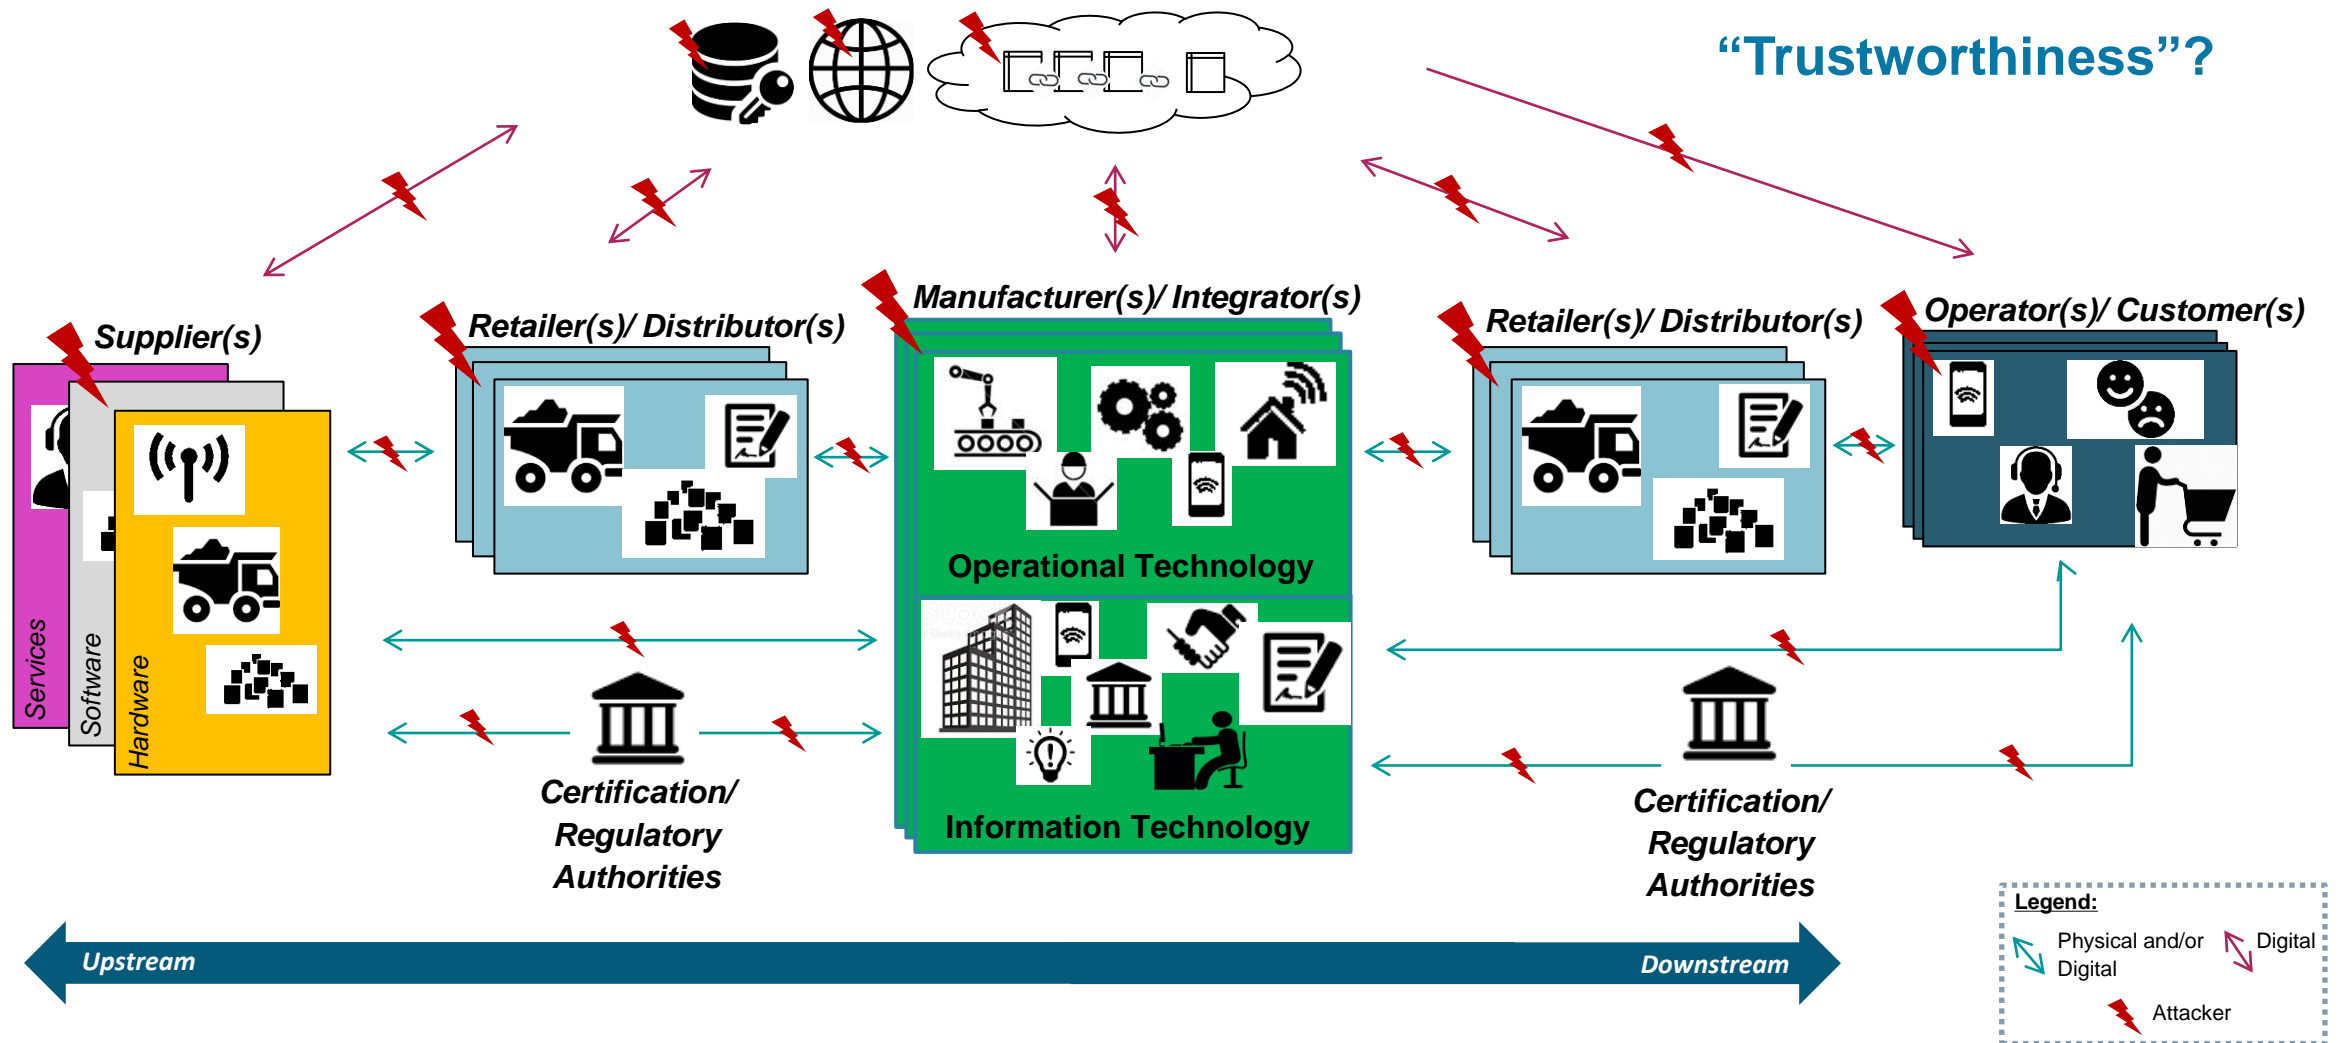 “Trustworthiness”?
Supplier(s)
Retailer(s)/ Distributor(s)
Manufacturer(s)/ Integrator(s)
Retailer(s)/ Distributor(s)
Operator(s)/ Customer(s)
Services
Software
Hardware
Operational Technology
Information Technology
Certification/
Regulatory
Authorities
Certification/
Regulatory
Authorities
Upstream
Downstream
Legend:
Physical and/or
Digital
Digital
Attacker